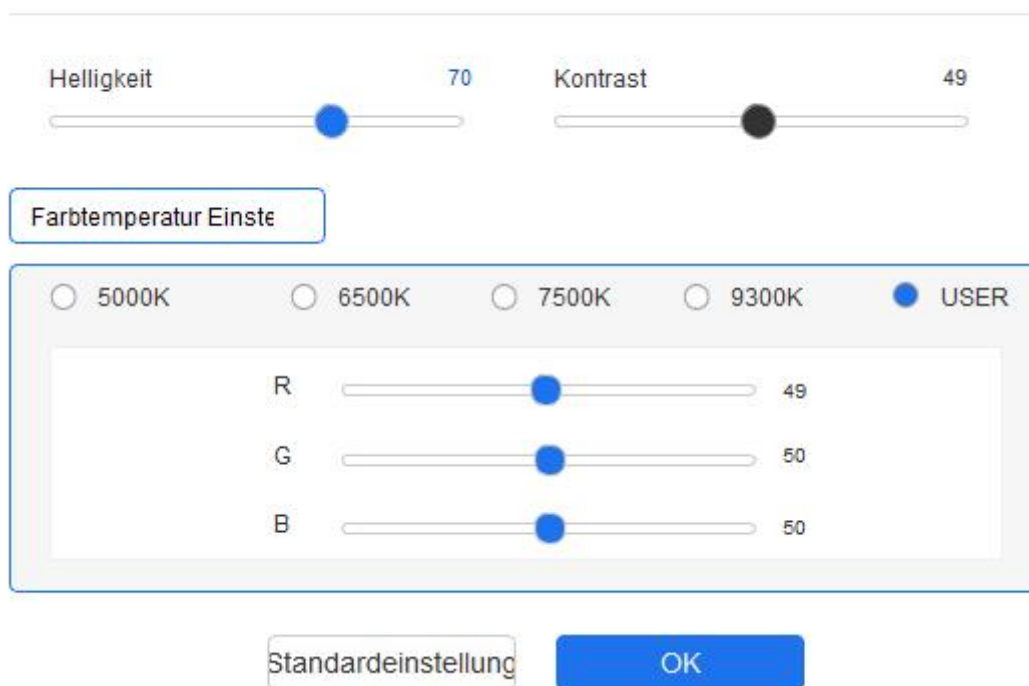 Helligkeit 70 Kontrast 49
Farbtemperatur Einste
5000K 6500K 7500K 9300K USER
R 49
G 50
B 50
Standardeinstellung OK